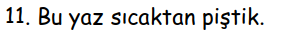 11. Bu yaz sıcaktan piştik.